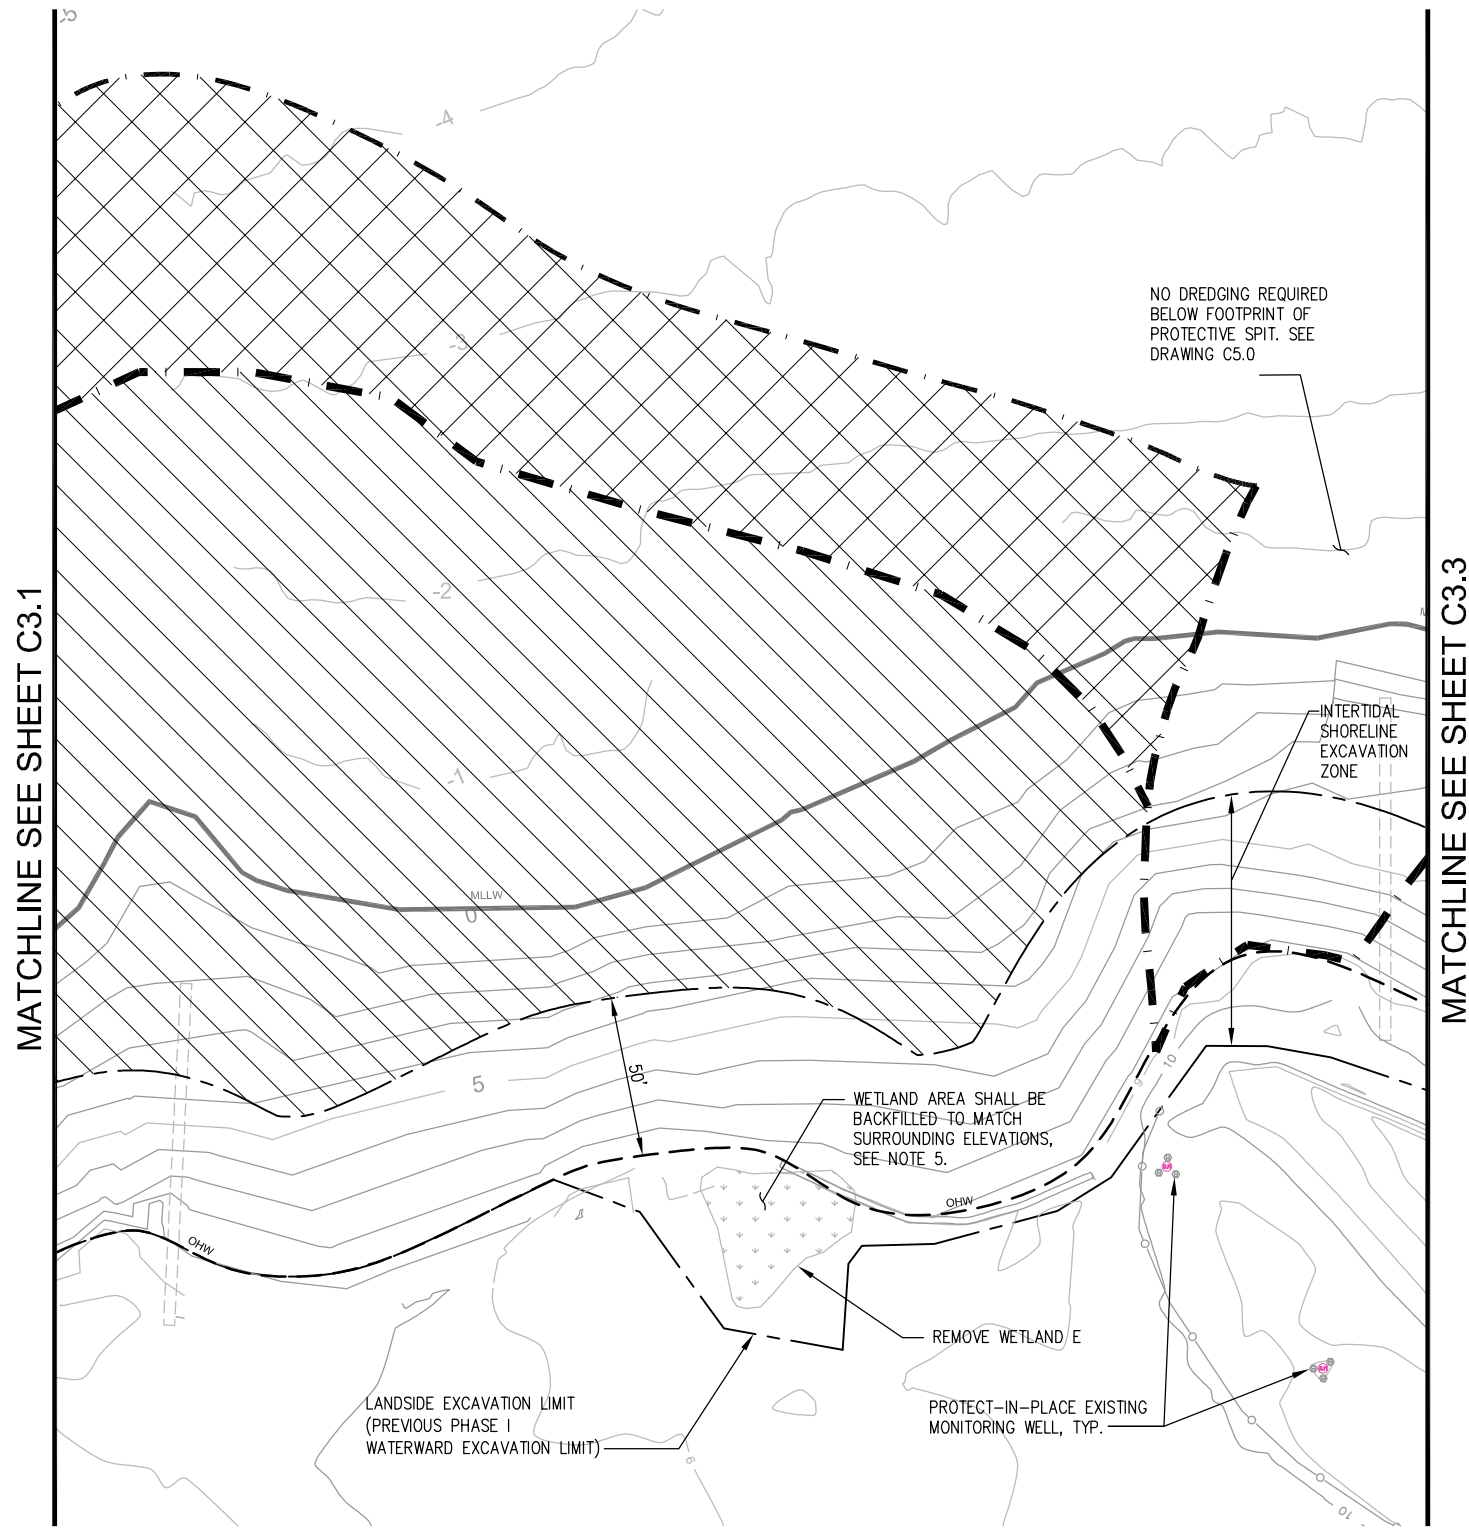 -5
-4
NO DREDGING REQUIRED
BELOW FOOTPRINT OF
PROTECTIVE SPIT. SEE
DRAWING C5.0
-3
-2
MATCHLINE SEE SHEET C3.1
MATCHLINE SEE SHEET C3.3
INTERTIDAL
SHORELINE
EXCAVATION
ZONE
-1
MLLW
0
5
50'
9
10
WETLAND AREA SHALL BE
BACKFILLED TO MATCH
SURROUNDING ELEVATIONS,
SEE NOTE 5.
OHW
OHW
REMOVE WETLAND E
LANDSIDE EXCAVATION LIMIT
(PREVIOUS PHASE I
WATERWARD EXCAVATION LIMIT)
PROTECT-IN-PLACE EXISTING
MONITORING WELL, TYP.
9
10